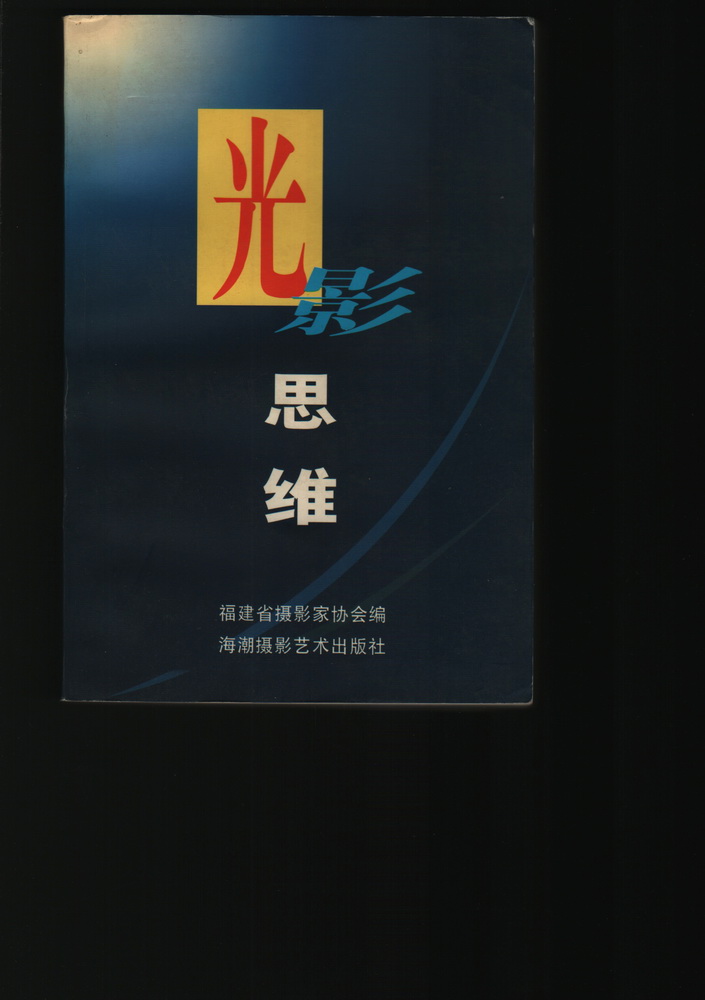 光
影
思
维
福建省摄影家协会编
海潮摄影艺术出版社